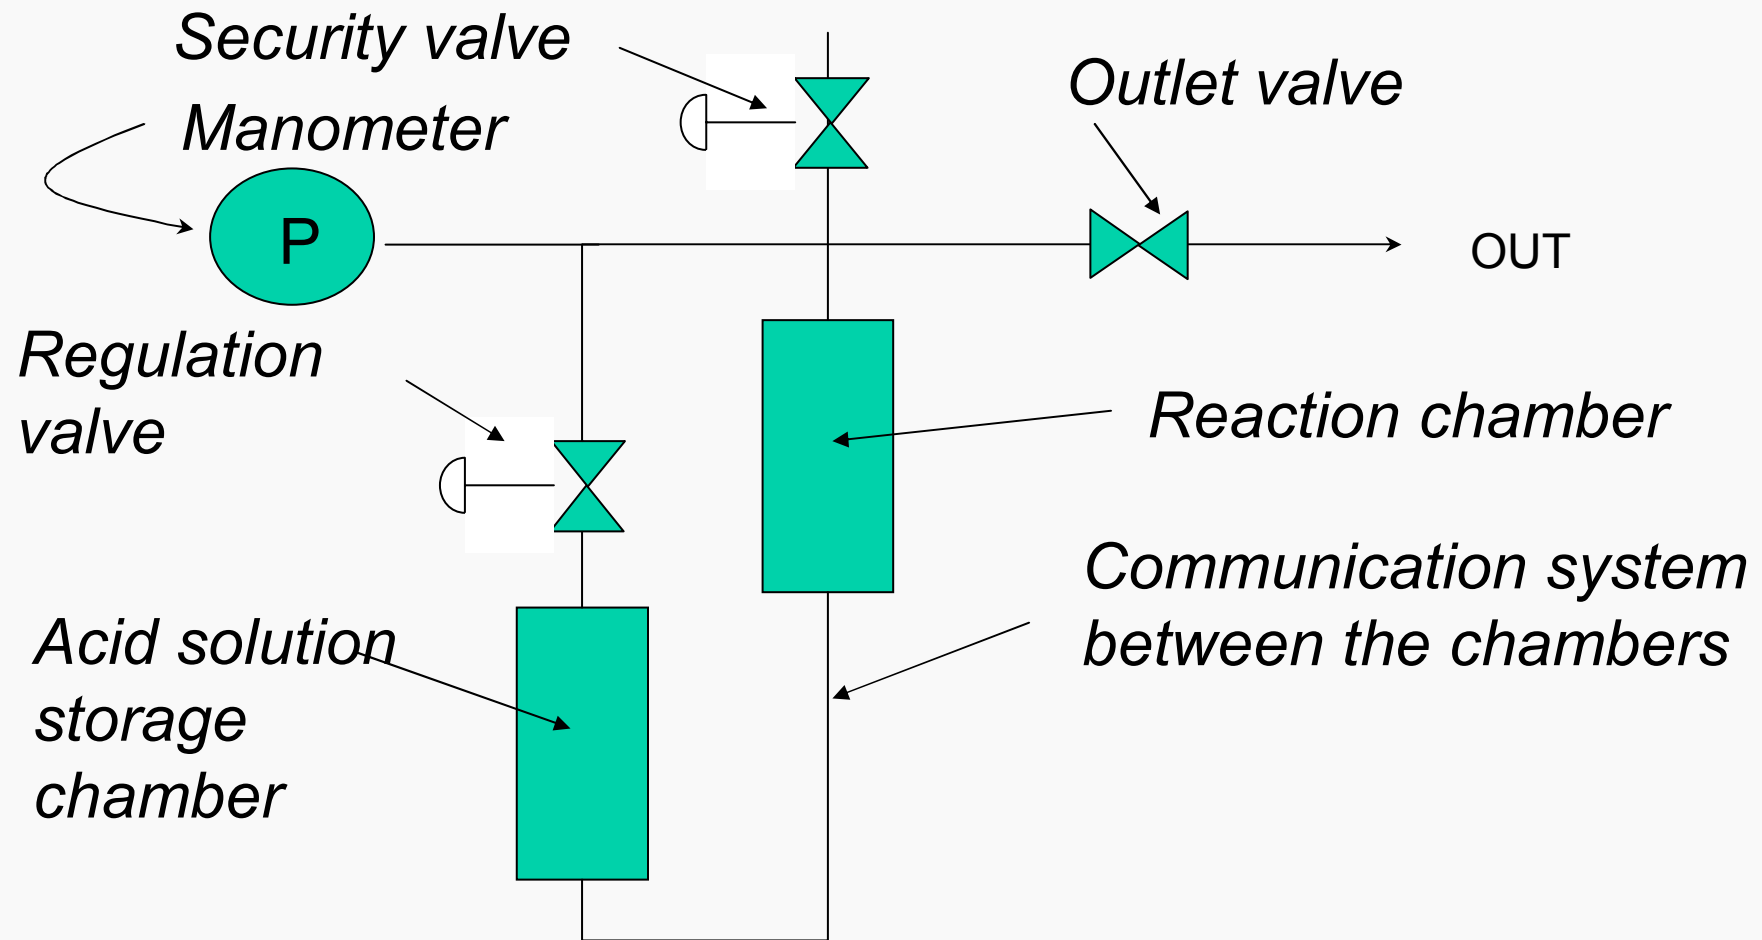 Security valve
Manometer
Outlet valve
P
OUT
Regulation
valve
Reaction chamber
Communication system
between the chambers
Acid solution
storage
chamber